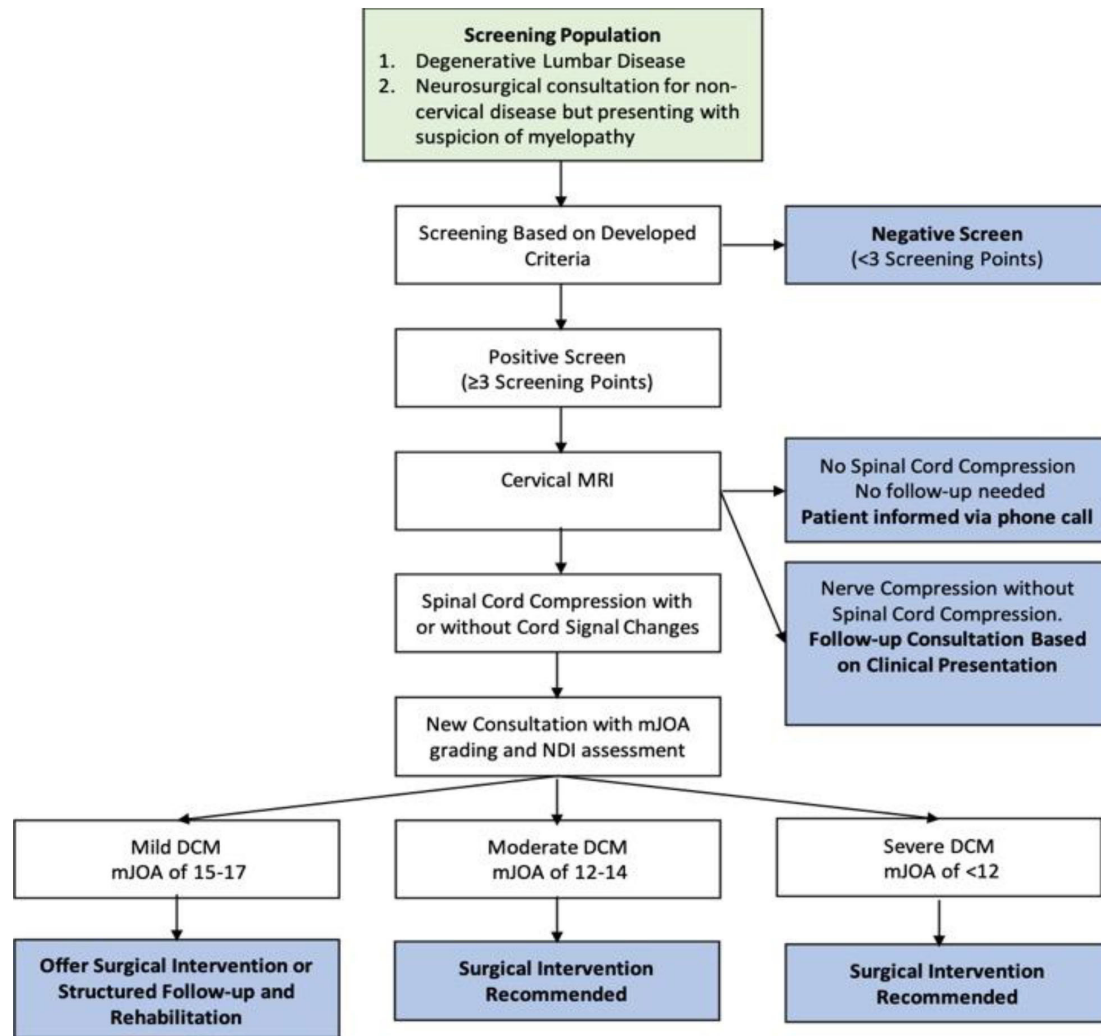 Screening Population
1. Degenerative Lumbar Disease
2. Neurosurgical consultation for non-
cervical disease but presenting with
suspicion of myelopathy
Screening Based on Developed
Criteria
Negative Screen
(<3 Screening Points)
Positive Screen
(≥3 Screening Points)
Cervical MRI
No Spinal Cord Compression
No follow-up needed
Patient informed via phone call
Nerve Compression without
Spinal Cord Compression.
Follow-up Consultation Based
on Clinical Presentation
Spinal Cord Compression with
or without Cord Signal Changes
New Consultation with mJOA
grading and NDI assessment
Mild DCM
mJOA of 15-17
Moderate DCM
mJOA of 12-14
Severe DCM
mJOA of <12
Offer Surgical Intervention or
Structured Follow-up and
Rehabilitation
Surgical Intervention
Recommended
Surgical Intervention
Recommended